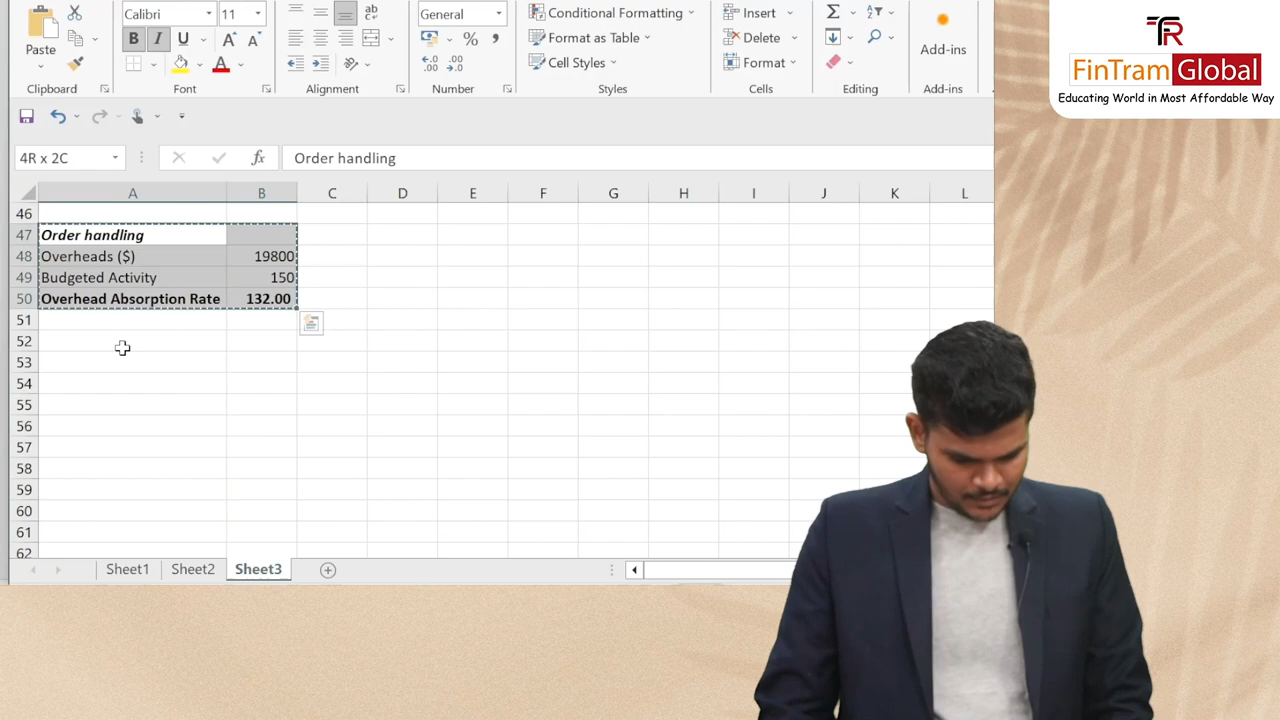 Calibri
11
General
Conditional Formatting
Insert
Format as Table
Delete
Cell Styles
Format
Paste
B I U
A A
ab
%
Add-ins
Clipboard
Font
Alignment
Number
Styles
Cells
Editing
Add-ins
4R x 2C
fx
Order handling
A B C D E F G H I J K L
46
47 Order handling
48 Overheads ($) 19800
49 Budgeted Activity 150
50 Overhead Absorption Rate 132.00
51
52
53
54
55
56
57
58
59
60
61
62
Sheet1 Sheet2 Sheet3
FinTram Global
Educating World in Most Affordable Way